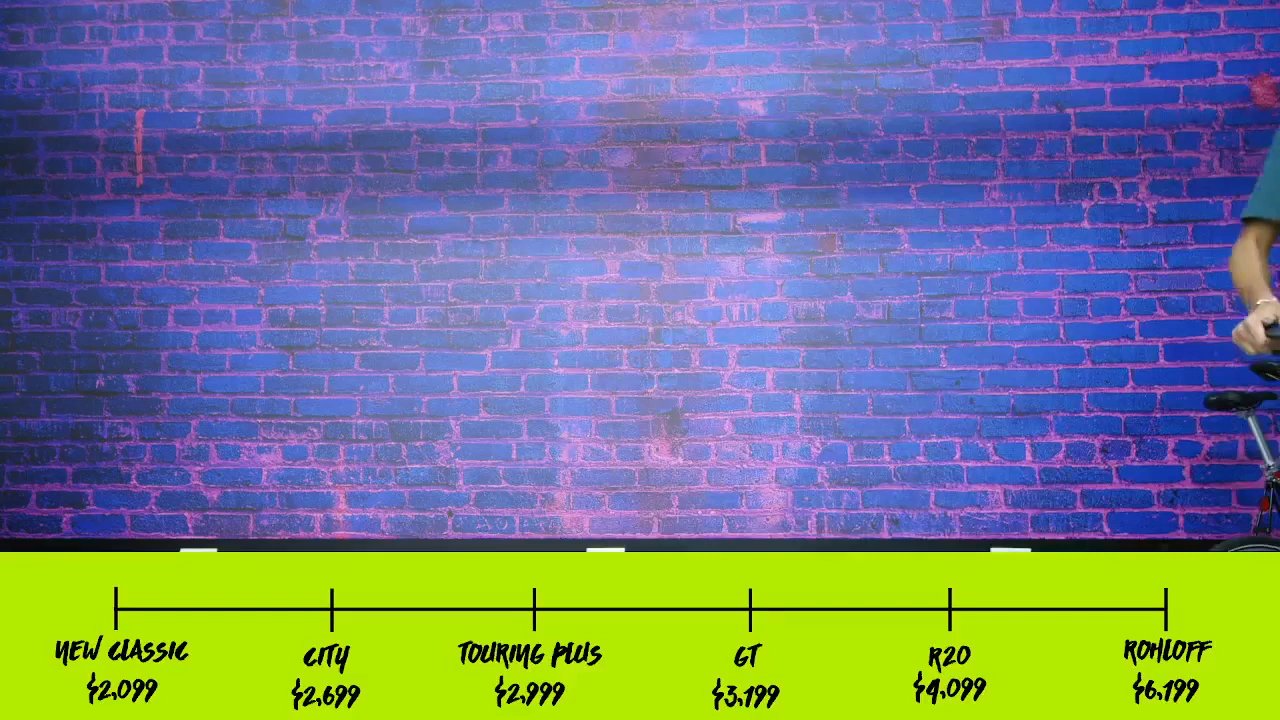 NEW CLASSIC
$2,099
CITY
$2,699
TOURING PLUS
$2,999
GT
$3,199
R20
$4,099
ROHLOFF
$6,199